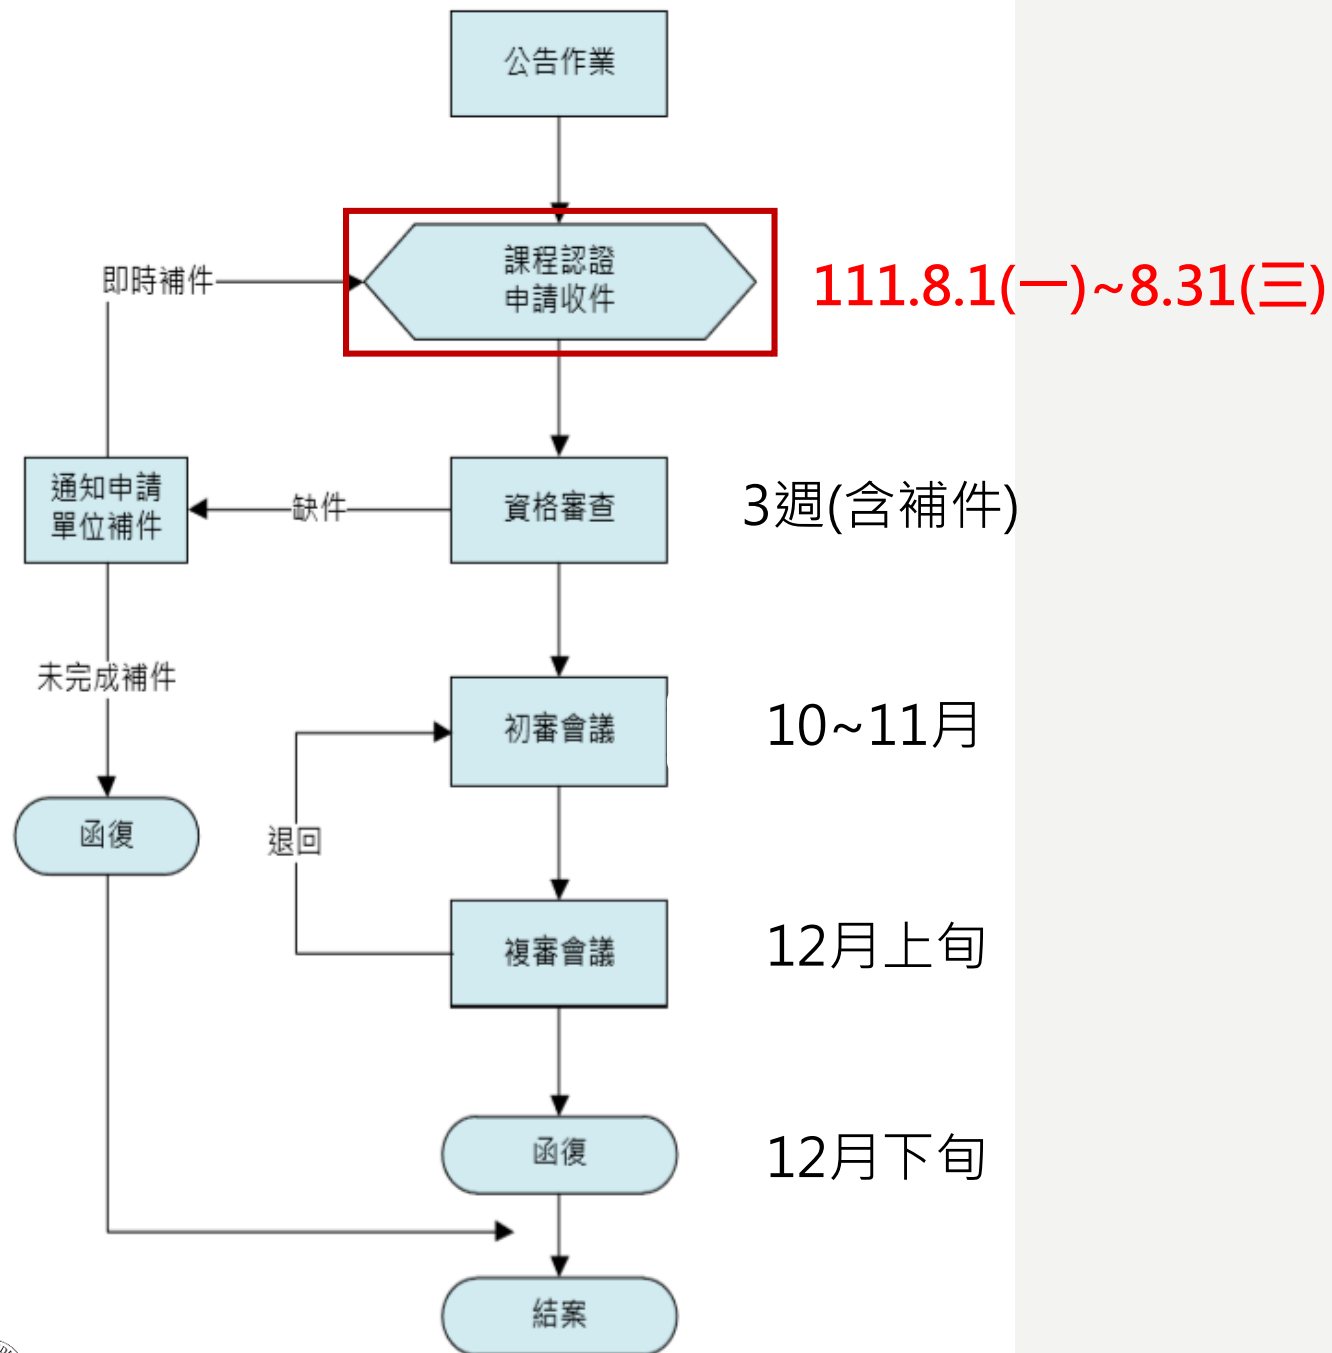 公告作業
課程認證
申請收件
111.8.1(一)~8.31(三)
即時補件
通知申請
單位補件
缺件
資格審查
3週(含補件)
未完成補件
初審會議
10~11月
函復
退回
複審會議
12月上旬
函復
12月下旬
結案